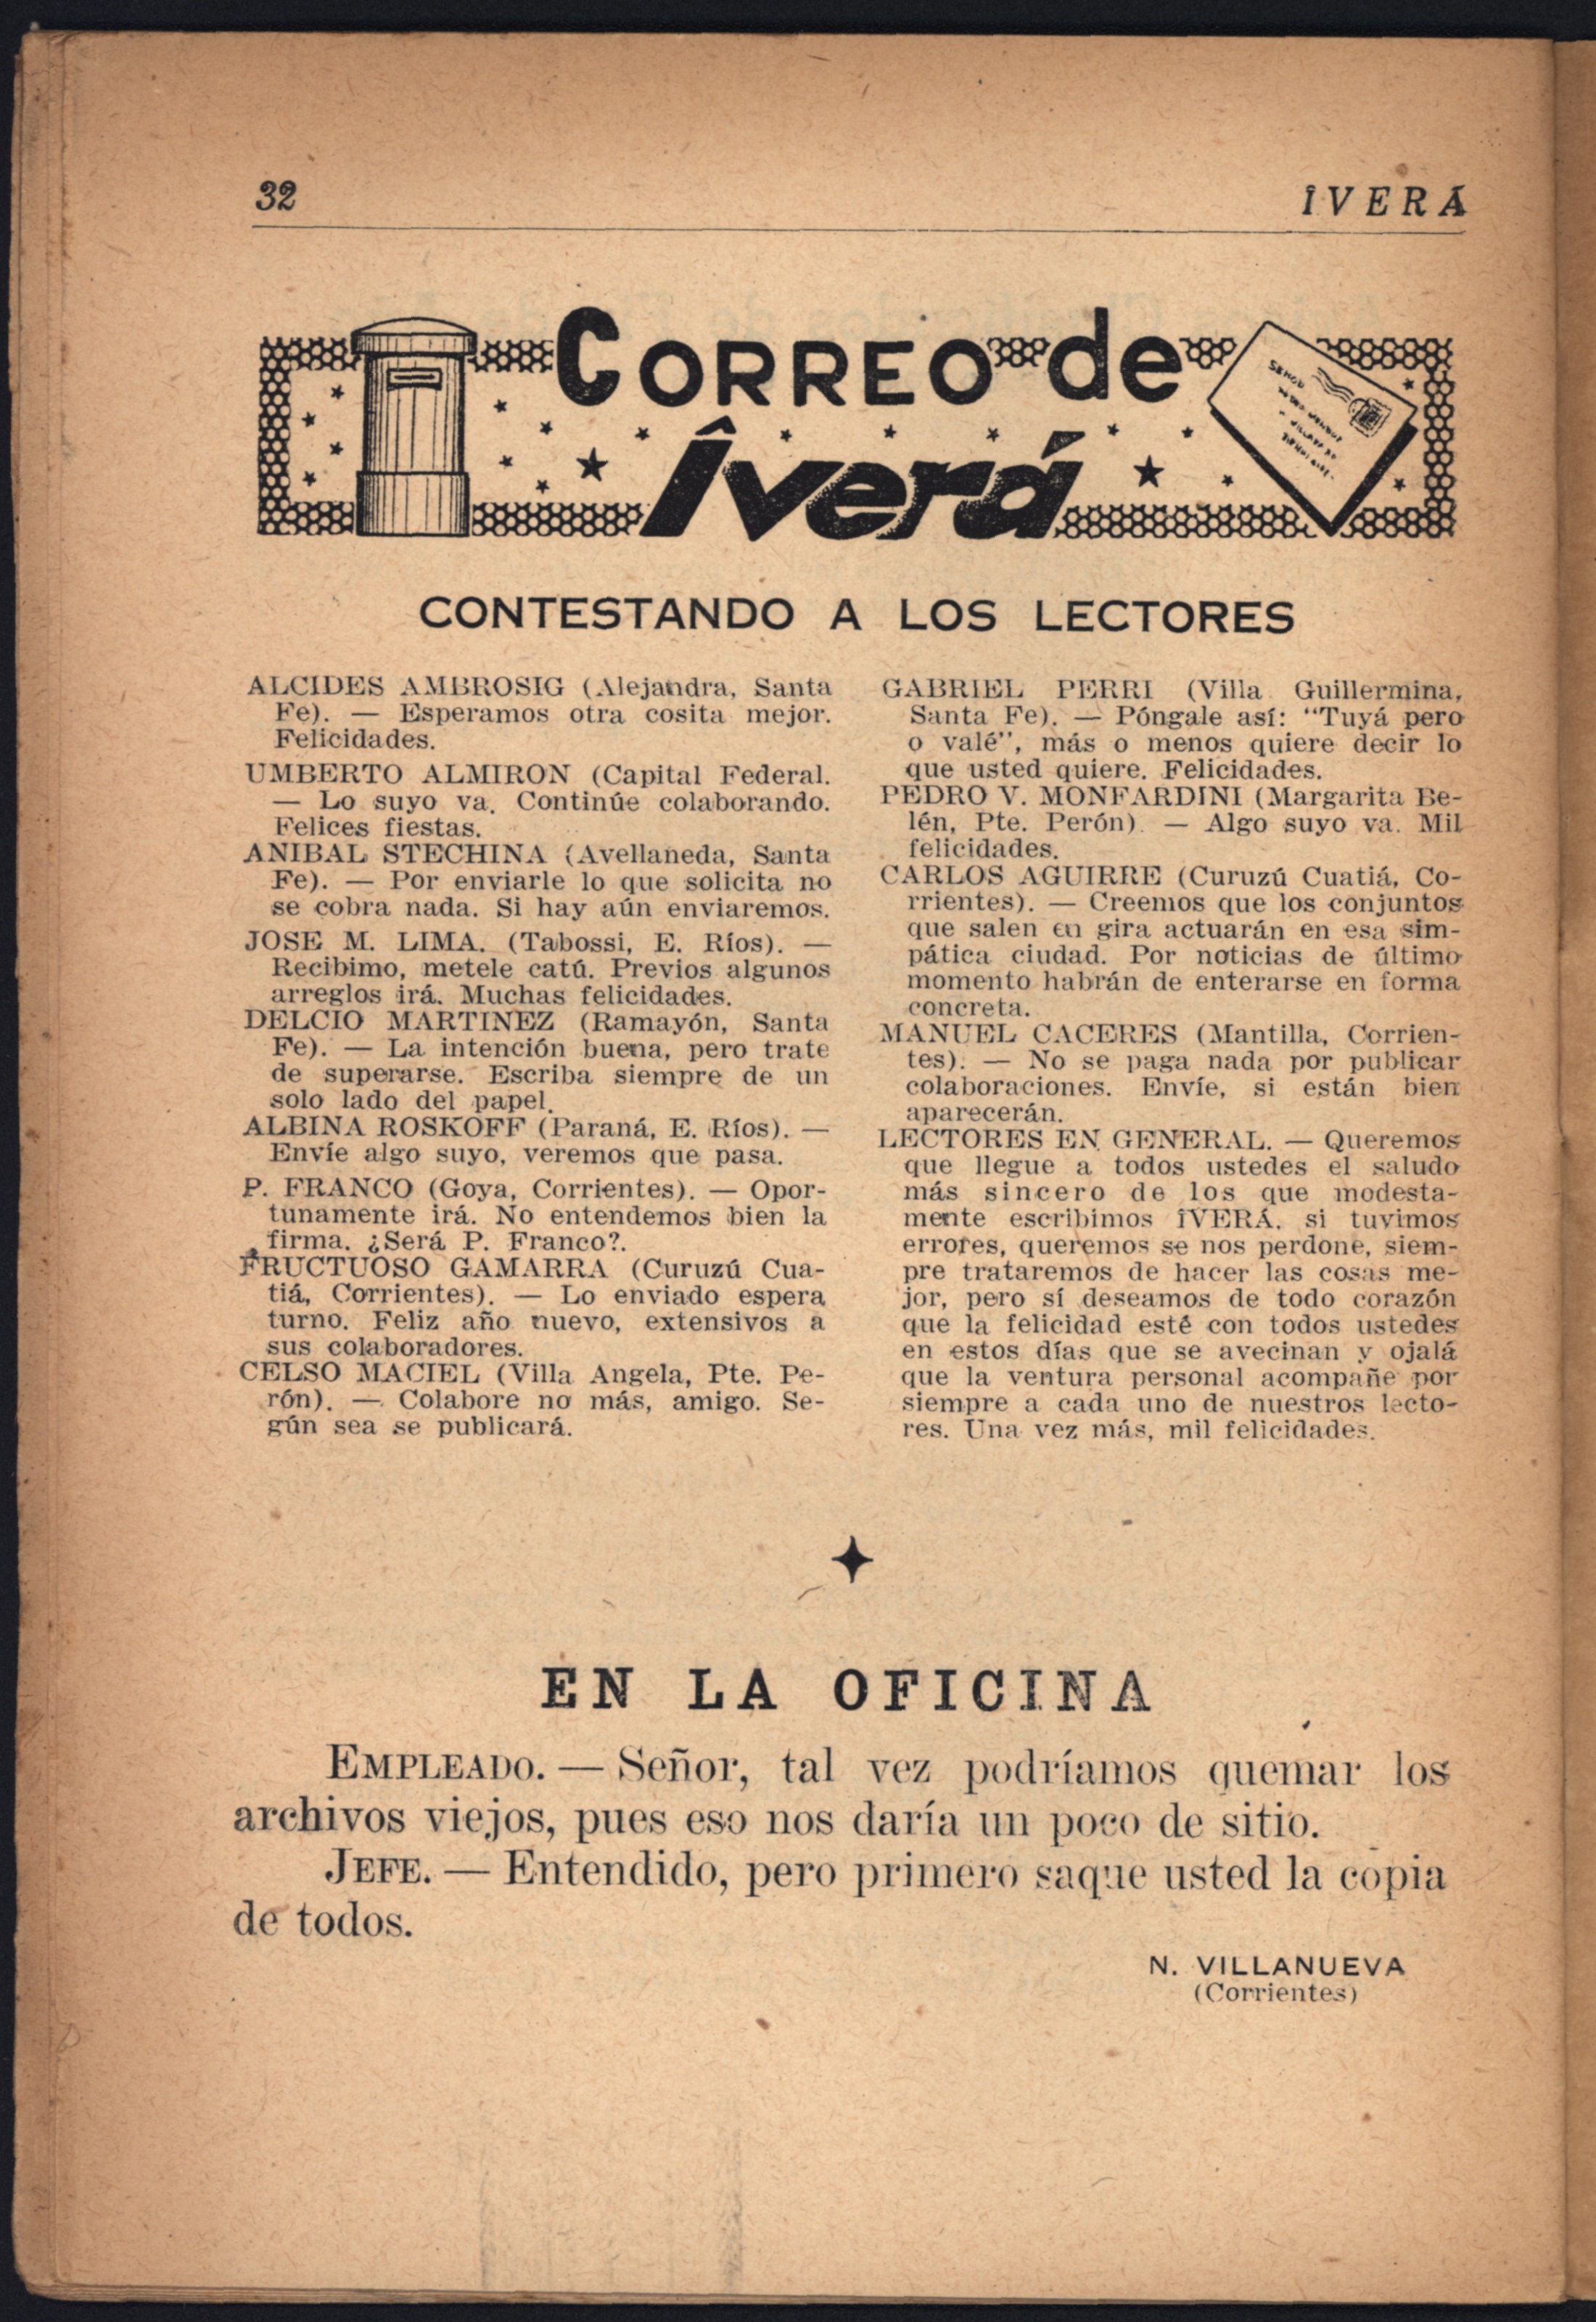 32
ÎVERÁ
CORREO de
Îverá
SEÑOR
CONTESTANDO A LOS LECTORES
ALCIDES AMBROSIG (Alejandra, Santa
Fe). — Esperamos otra cosita mejor.
Felicidades.
UMBERTO ALMIRON (Capital Federal.
— Lo suyo va. Continúe colaborando.
Felices fiestas.
ANIBAL STECHINA (Avellaneda, Santa
Fe). — Por enviarle lo que solicita no
se cobra nada. Si hay aún enviaremos.
JOSE M. LIMA. (Tabossi, E. Ríos). —
Recibimo, metele catú. Previos algunos
arreglos irá. Muchas felicidades.
DELCIO MARTINEZ (Ramayón, Santa
Fe). — La intención buena, pero trate
de superarse. Escriba siempre de un
solo lado del papel.
ALBINA ROSKOFF (Paraná, E. Ríos). —
Envíe algo suyo, veremos que pasa.
P. FRANCO (Goya, Corrientes). — Opor-
tunamente irá. No entendemos bien la
firma. ¿Será P. Franco?.
FRUCTUOSO GAMARRA (Curuzú Cua-
tiá, Corrientes). — Lo enviado espera
turno. Feliz año nuevo, extensivos a
sus colaboradores.
CELSO MACIEL (Villa Angela, Pte. Pe-
rón). — Colabore no más, amigo. Se-
gún sea se publicará.
GABRIEL PERRI (Villa Guillermina,
Santa Fe). — Póngale así: "Tuyá pero
o valé", más o menos quiere decir lo
que usted quiere. Felicidades.
PEDRO V. MONFARDINI (Margarita Be-
lén, Pte. Perón). — Algo suyo va. Mil
felicidades.
CARLOS AGUIRRE (Curuzú Cuatiá, Co-
rrientes). — Creemos que los conjuntos
que salen en gira actuarán en esa sim-
pática ciudad. Por noticias de último
momento habrán de enterarse en forma
concreta.
MANUEL CACERES (Mantilla, Corrien-
tes). — No se paga nada por publicar
colaboraciones. Envíe, si están bien
aparecerán.
LECTORES EN GENERAL. — Queremos
que llegue a todos ustedes el saludo
más sincero de los que modesta-
mente escribimos ÎVERÁ. si tuvimos
errores, queremos se nos perdone, siem-
pre trataremos de hacer las cosas me-
jor, pero sí deseamos de todo corazón
que la felicidad esté con todos ustedes
en estos días que se avecinan y ojalá
que la ventura personal acompañe por
siempre a cada uno de nuestros lecto-
res. Una vez más, mil felicidades.
EN LA OFICINA
EMPLEADO. — Señor, tal vez podríamos quemar los
archivos viejos, pues eso nos daría un poco de sitio.
JEFE. — Entendido, pero primero saque usted la copia
de todos.
N. VILLANUEVA
(Corrientes)